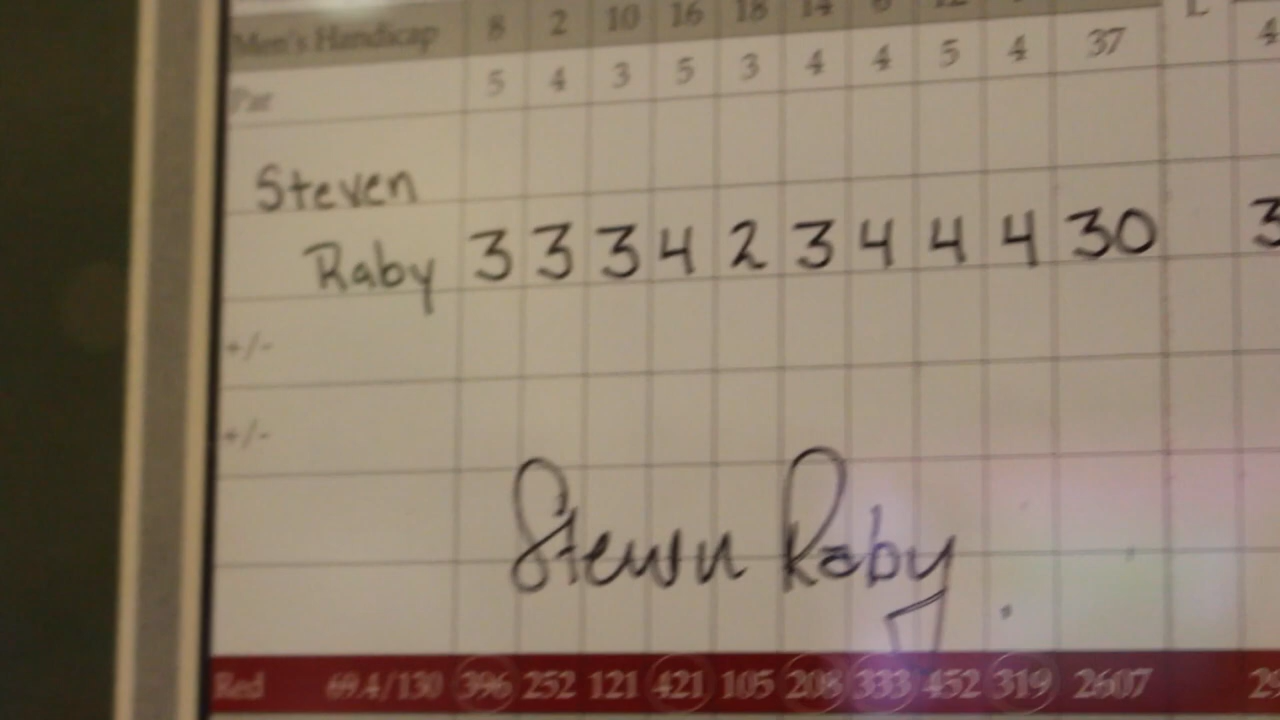 Men's Handicap 8 2 10 16 18 14
Par 5 4 3 5 3 4 4 5 4 37 4
Steven
Raby 3 3 3 4 2 3 4 4 4 30 3
+/-
+/-
Steven Raby
Red 69.4/130 396 252 121 421 105 208 333 452 319 2607